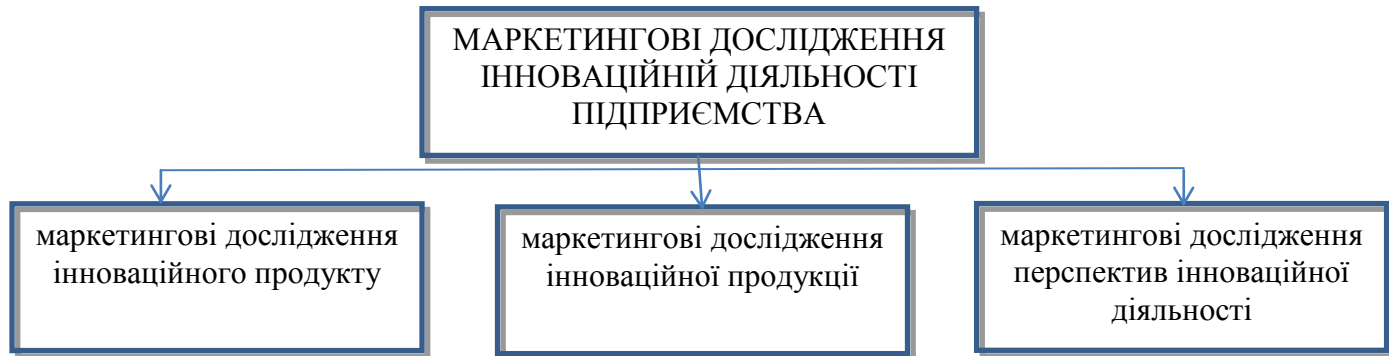 МАРКЕТИНГОВІ ДОСЛІДЖЕННЯ
ІННОВАЦІЙНІЙ ДІЯЛЬНОСТІ
ПІДПРИЄМСТВА
маркетингові дослідження
інноваційного продукту
маркетингові дослідження
інноваційної продукції
маркетингові дослідження
перспектив інноваційної
діяльності